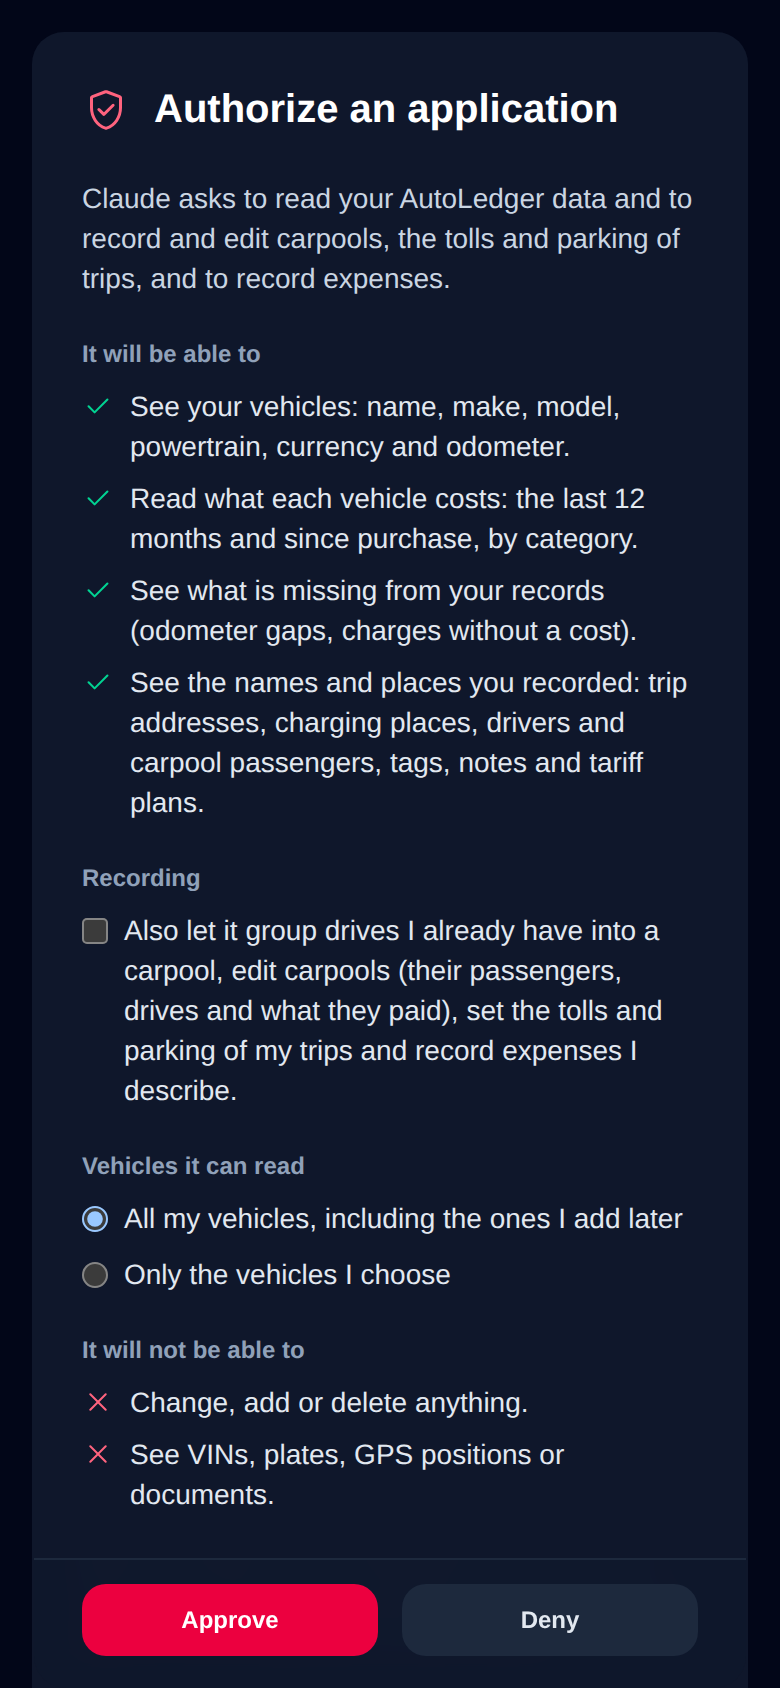 Authorize an application
Claude asks to read your AutoLedger data and to
record and edit carpools, the tolls and parking of
trips, and to record expenses.
It will be able to
See your vehicles: name, make, model,
powertrain, currency and odometer.
Read what each vehicle costs: the last 12
months and since purchase, by category.
See what is missing from your records
(odometer gaps, charges without a cost).
See the names and places you recorded: trip
addresses, charging places, drivers and
carpool passengers, tags, notes and tariff
plans.
Recording
Also let it group drives I already have into a
carpool, edit carpools (their passengers,
drives and what they paid), set the tolls and
parking of my trips and record expenses I
describe.
Vehicles it can read
All my vehicles, including the ones I add later
Only the vehicles I choose
It will not be able to
Change, add or delete anything.
See VINs, plates, GPS positions or
documents.
Approve
Deny